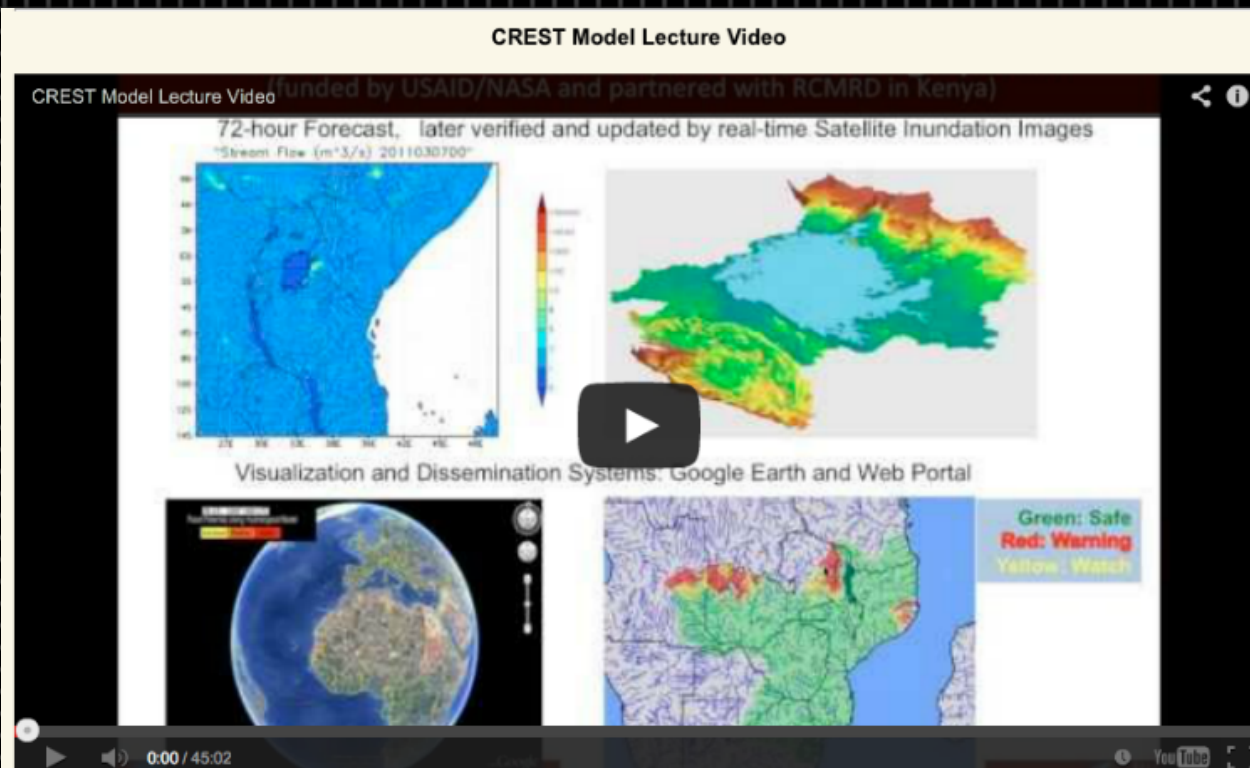 CREST Model Lecture Video
CREST Model Lecture Video
(funded by USAID/NASA and partnered with RCMRD in Kenya)
72-hour Forecast, later verified and updated by real-time Satellite Inundation Images
"Stream Flow (m^3/s) 2011030700"
Visualization and Dissemination Systems: Google Earth and Web Portal
Green: Safe
Red: Warning
Yellow: Watch
0:00 / 45:02
YouTube